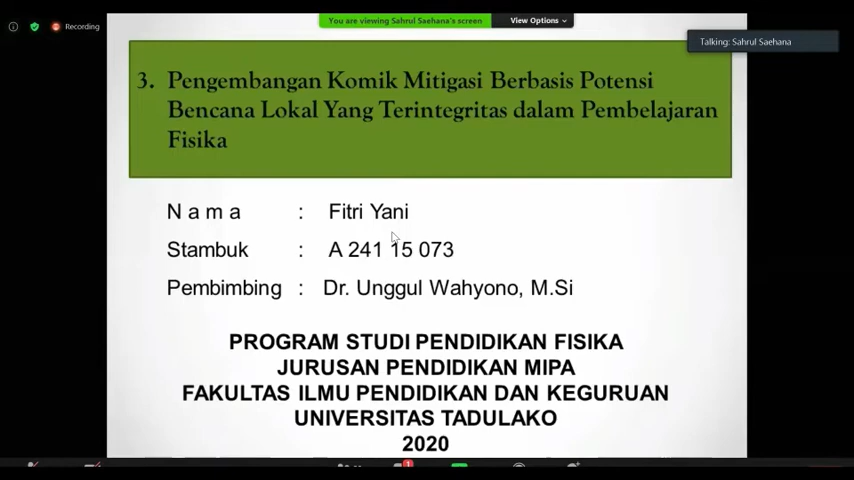 Recording
You are viewing Sahrul Saehana's screen
View Options
Talking: Sahrul Saehana
3. Pengembangan Komik Mitigasi Berbasis Potensi
Bencana Lokal Yang Terintegritas dalam Pembelajaran
Fisika
N a m a : Fitri Yani
Stambuk : A 241 15 073
Pembimbing : Dr. Unggul Wahyono, M.Si
PROGRAM STUDI PENDIDIKAN FISIKA
JURUSAN PENDIDIKAN MIPA
FAKULTAS ILMU PENDIDIKAN DAN KEGURUAN
UNIVERSITAS TADULAKO
2020
1